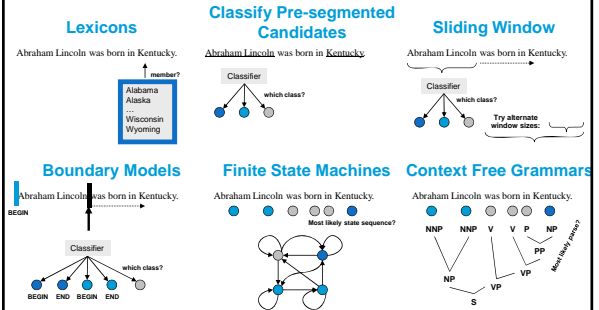 Lexicons
Abraham Lincoln was born in Kentucky.
member?
Alabama
Alaska
…
Wisconsin
Wyoming
Classify Pre-segmented
Candidates
Abraham Lincoln was born in Kentucky.
Classifier
which class?
Sliding Window
Abraham Lincoln was born in Kentucky.
Classifier
which class?
Try alternate
window sizes:
Boundary Models
Abraham Lincoln was born in Kentucky.
BEGIN
Classifier
which class?
BEGIN END BEGIN END
Finite State Machines
Abraham Lincoln was born in Kentucky.
Most likely state sequence?
Context Free Grammars
Abraham Lincoln was born in Kentucky.
NNP NNP V V P NP
Most likely parse?
PP
NP
VP
VP
S